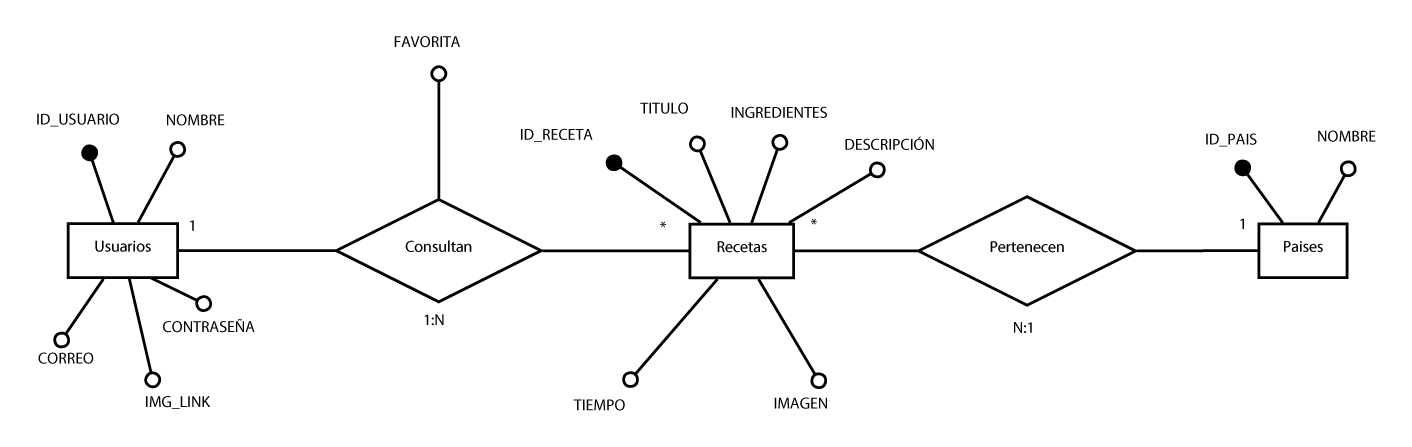 FAVORITA
ID_USUARIO
NOMBRE
TITULO
INGREDIENTES
ID_RECETA
DESCRIPCIÓN
ID_PAIS
NOMBRE
1
*
*
1
Usuarios
Consultan
Recetas
Pertenecen
Paises
1:N
N:1
CONTRASEÑA
CORREO
IMG_LINK
TIEMPO
IMAGEN